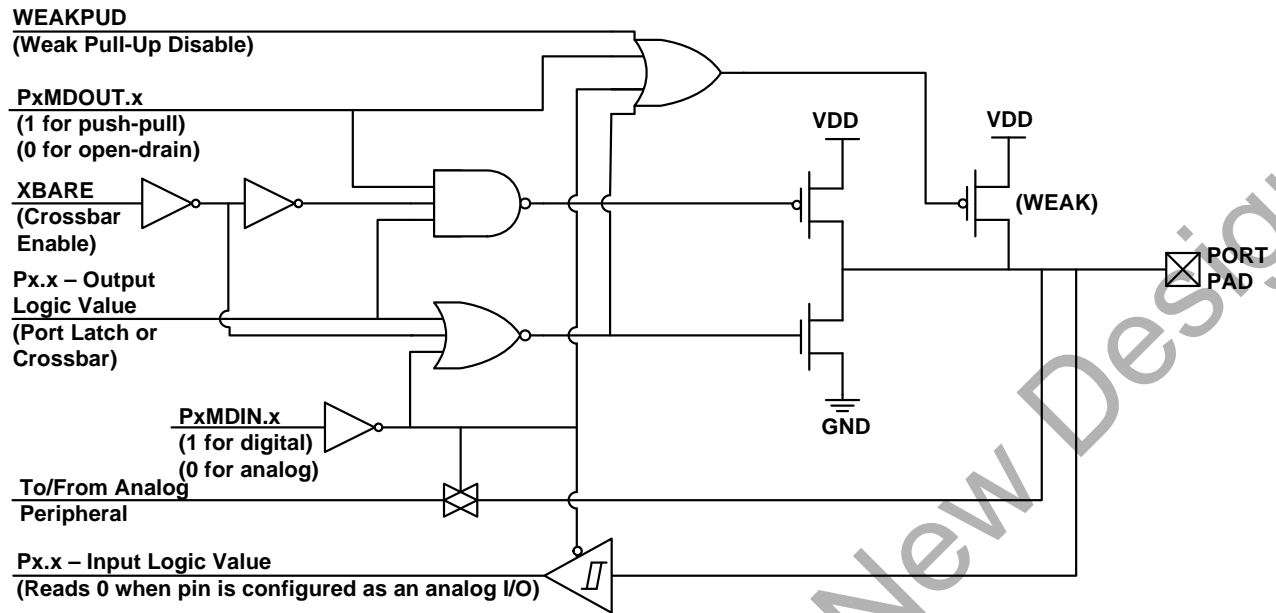 WEAKPUD
(Weak Pull-Up Disable)
PxMDOUT.x
(1 for push-pull)
(0 for open-drain)
XBARE
(Crossbar
Enable)
Px.x – Output
Logic Value
(Port Latch or
Crossbar)
PxMDIN.x
(1 for digital)
(0 for analog)
To/From Analog
Peripheral
Px.x – Input Logic Value
(Reads 0 when pin is configured as an analog I/O)
VDD
VDD
(WEAK)
PORT
PAD
GND
New Desig